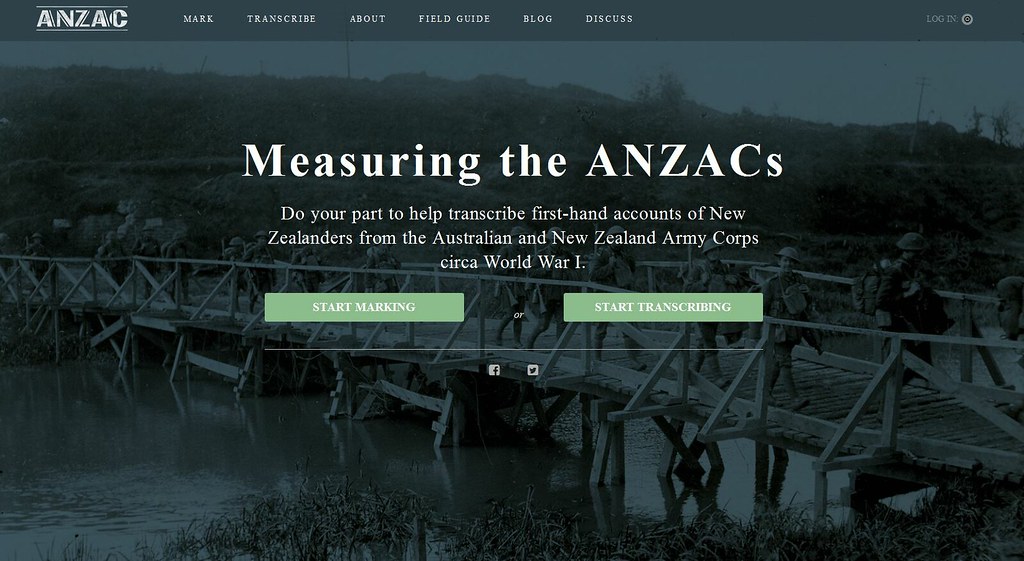 ANZAC
MARK TRANSCRIBE ABOUT FIELD GUIDE BLOG DISCUSS LOG IN:
Measuring the ANZACs
Do your part to help transcribe first-hand accounts of New
Zealanders from the Australian and New Zealand Army Corps
circa World War I.
START MARKING or START TRANSCRIBING